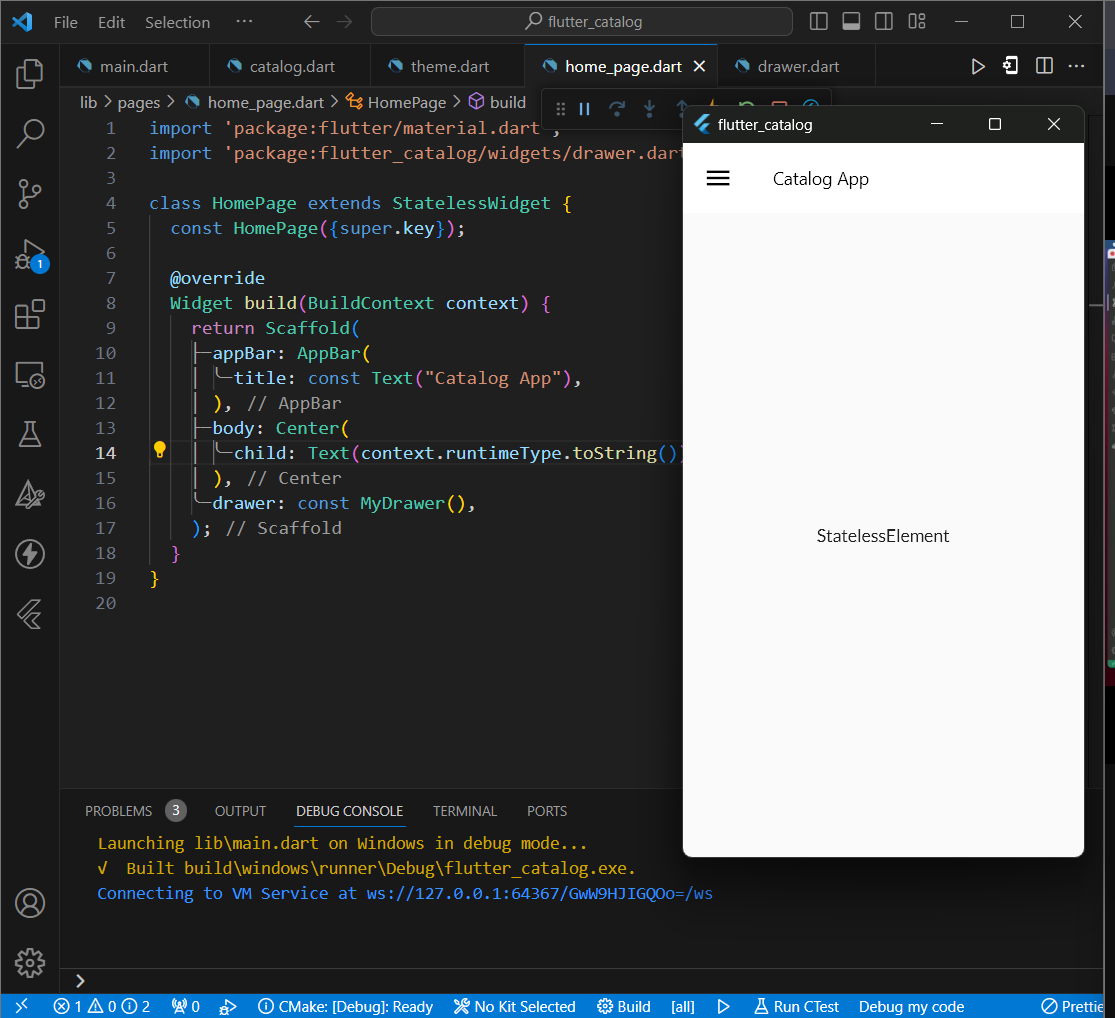 File Edit Selection ··· flutter_catalog
main.dart catalog.dart theme.dart home_page.dart drawer.dart
lib > pages > home_page.dart > HomePage > build
1 import 'package:flutter/material.dart';
2 import 'package:flutter_catalog/widgets/drawer.dart
3
4 class HomePage extends StatelessWidget {
5 const HomePage({super.key});
6
7 @override
8 Widget build(BuildContext context) {
9 return Scaffold(
10 appBar: AppBar(
11 title: const Text("Catalog App"),
12 ), // AppBar
13 body: Center(
14 child: Text(context.runtimeType.toString())
15 ), // Center
16 drawer: const MyDrawer(),
17 ); // Scaffold
18 }
19 }
20
flutter_catalog
Catalog App
StatelessElement
PROBLEMS 3 OUTPUT DEBUG CONSOLE TERMINAL PORTS
Launching lib\main.dart on Windows in debug mode...
√ Built build\windows\runner\Debug\flutter_catalog.exe.
Connecting to VM Service at ws://127.0.0.1:64367/GwW9HJIGQOo=/ws
>
1 0 2 0 CMake: [Debug]: Ready No Kit Selected Build [all] Run CTest Debug my code Prettie
1